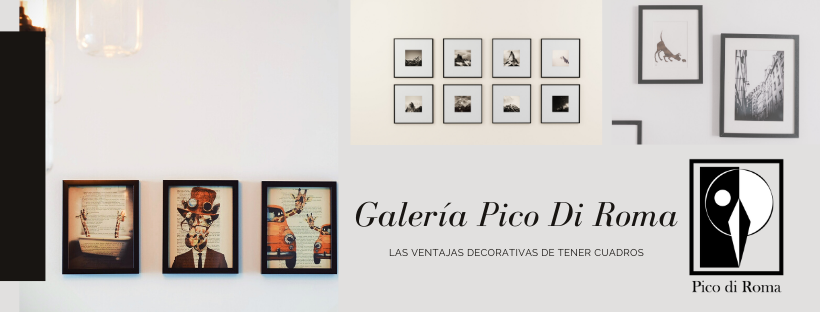 Galería Pico Di Roma
LAS VENTAJAS DECORATIVAS DE TENER CUADROS
Pico di Roma